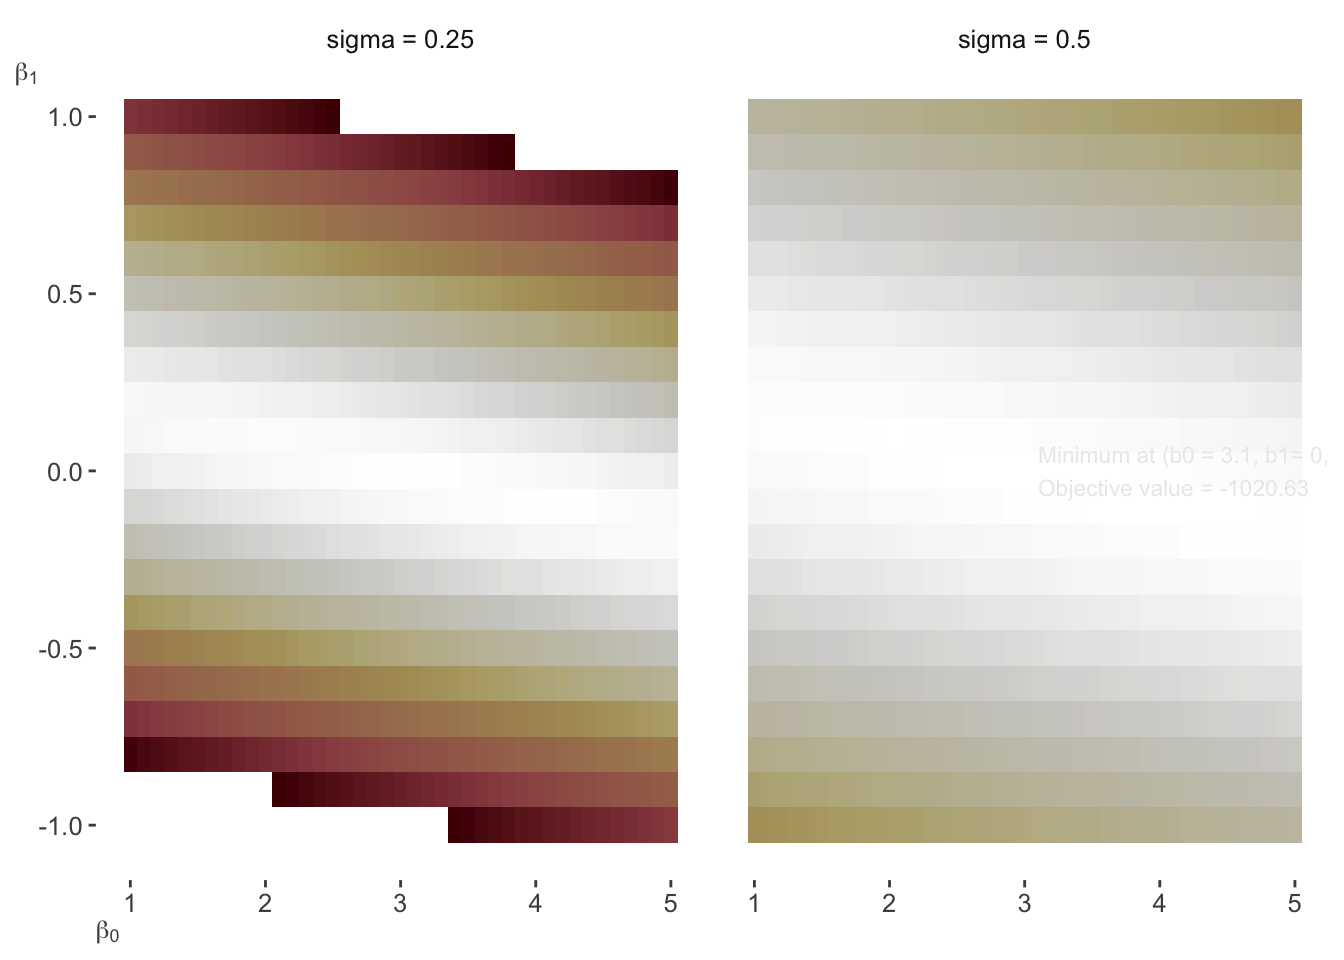 sigma = 0.25
sigma = 0.5
β1
1.0
0.5
0.0
-0.5
-1.0
Minimum at (b0 = 3.1, b1= 0,
Objective value = -1020.63
1 2 3 4 5
1 2 3 4 5
β0